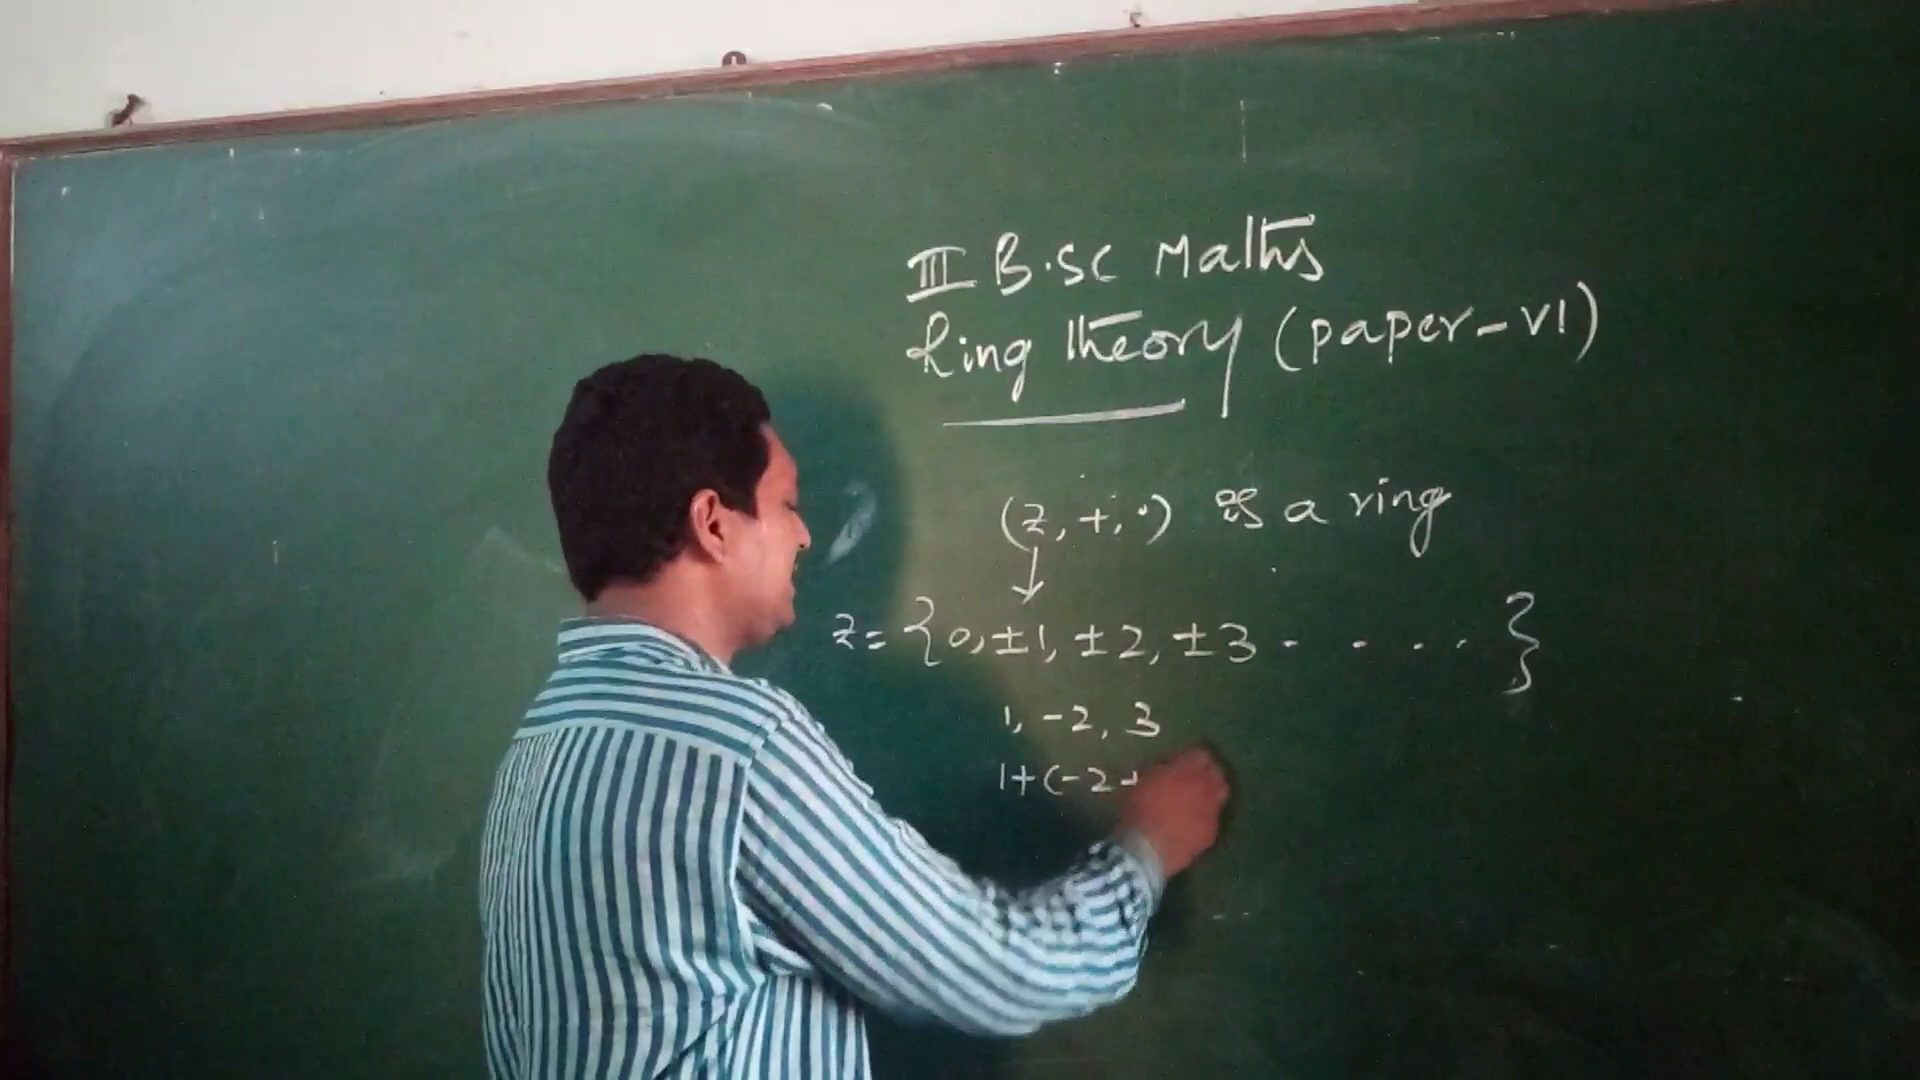 III B.SC Maths
Ring theory (paper-VI)
(Z, +, ·) is a ring
Z = {0, ±1, ±2, ±3 - - - - - }
1, -2, 3
1+(-2+